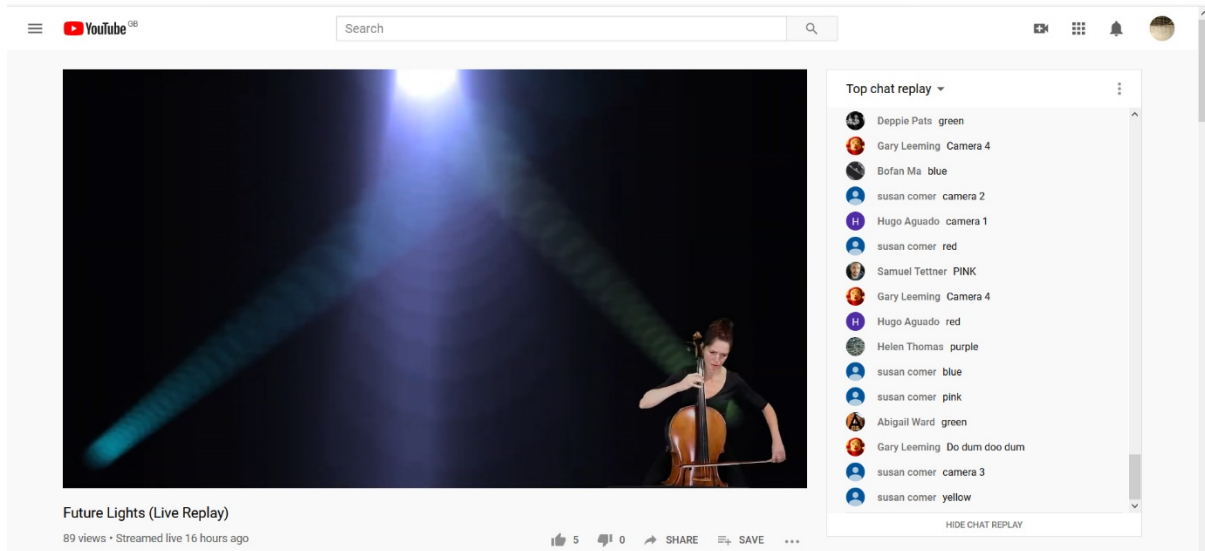 YouTube GB
Search
Top chat replay
Deppie Pats green
Gary Leeming Camera 4
Bofan Ma blue
susan comer camera 2
H Hugo Aguado camera 1
susan comer red
Samuel Tettner PINK
Gary Leeming Camera 4
H Hugo Aguado red
Helen Thomas purple
susan comer blue
susan comer pink
A Abigail Ward green
Gary Leeming Do dum doo dum
susan comer camera 3
susan comer yellow
HIDE CHAT REPLAY
Future Lights (Live Replay)
89 views • Streamed live 16 hours ago
5 0 SHARE SAVE